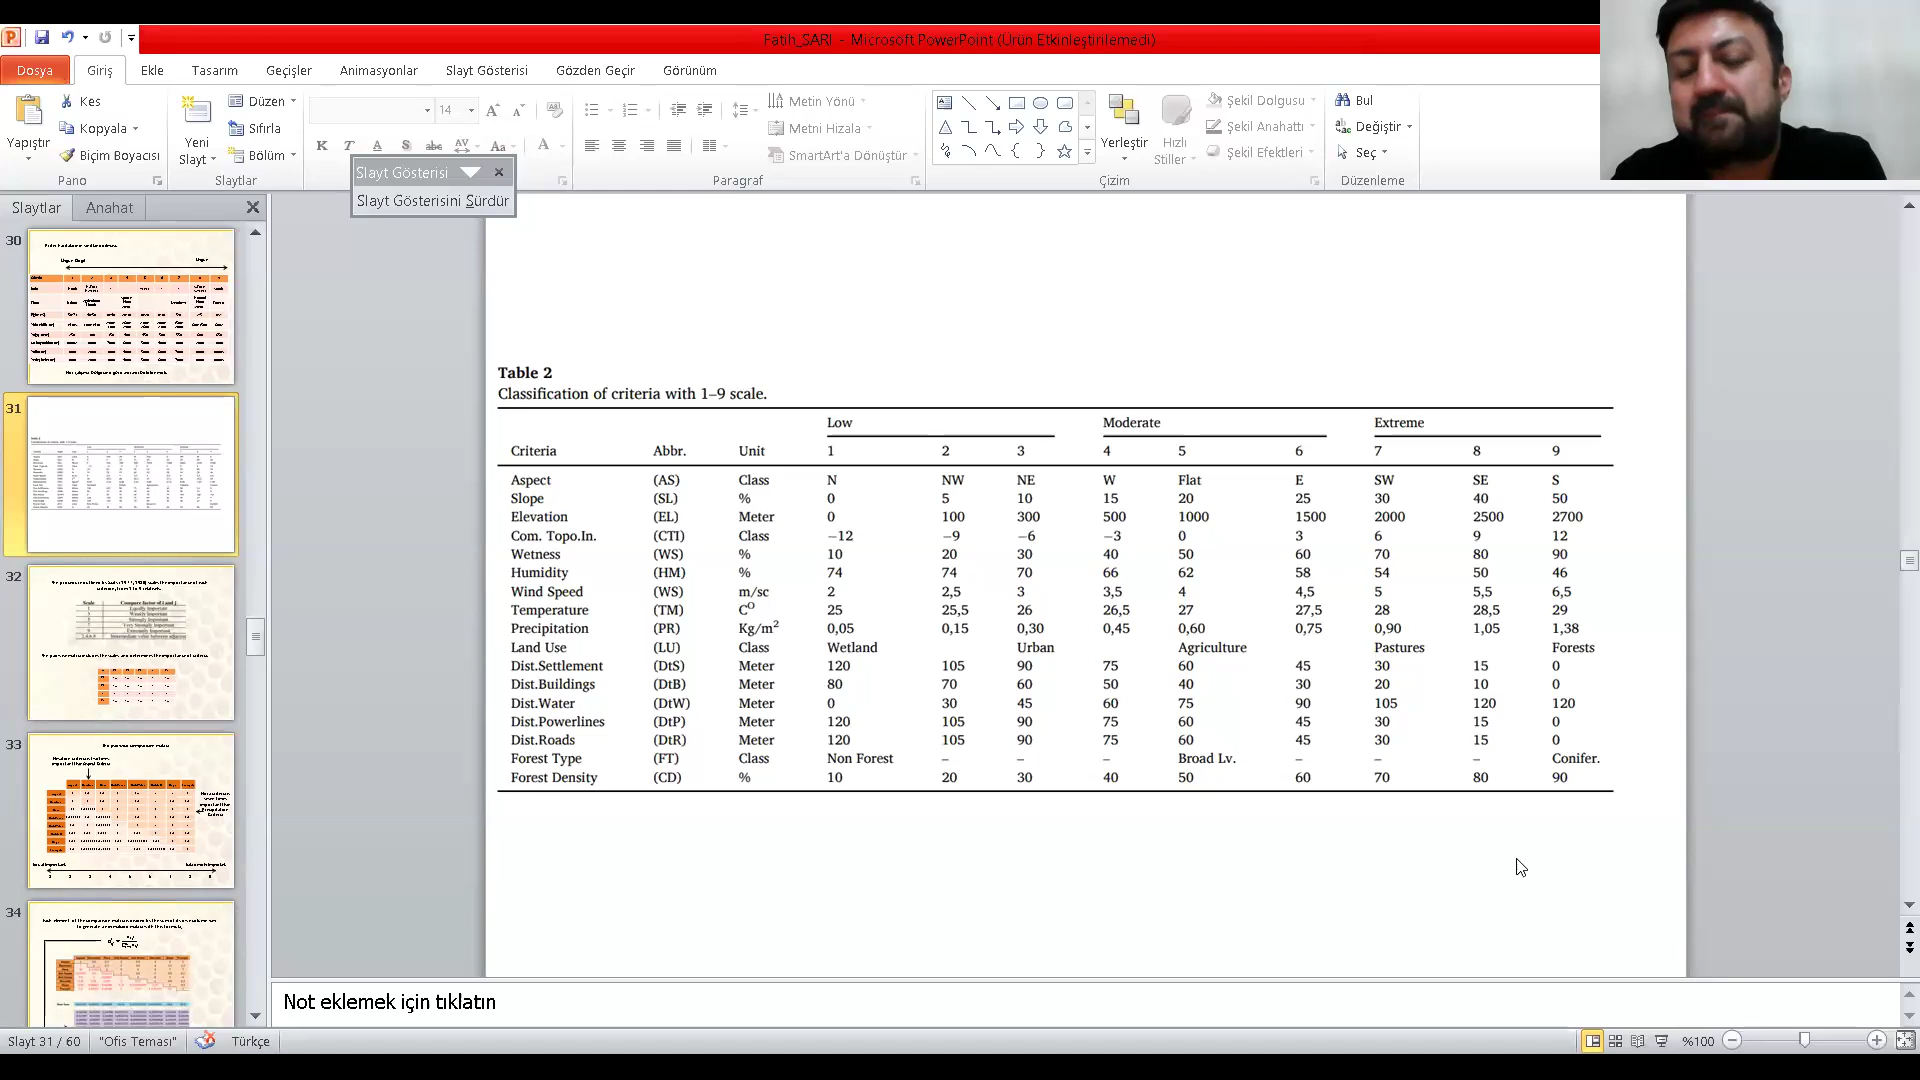 Fatih_SARI - Microsoft PowerPoint (Ürün Etkinleştirilemedi)
Dosya Giriş Ekle Tasarım Geçişler Animasyonlar Slayt Gösterisi Gözden Geçir Görünüm
Yapıştır
Kes
Kopyala
Biçim Boyacısı
Pano
Yeni Slayt
Düzen
Sıfırla
Bölüm
Slaytlar
14
K T A S abc AV Aa A
Metin Yönü
Metni Hizala
SmartArt'a Dönüştür
Paragraf
Yerleştir
Hızlı Stiller
Şekil Dolgusu
Şekil Anahattı
Şekil Efektleri
Çizim
Bul
Değiştir
Seç
Düzenleme
Slayt Gösterisi
Slayt Gösterisini Sürdür
Slaytlar Anahat
30
31
32
33
34
Table 2
Classification of criteria with 1–9 scale.
Low Moderate Extreme
Criteria Abbr. Unit 1 2 3 4 5 6 7 8 9
Aspect (AS) Class N NW NE W Flat E SW SE S
Slope (SL) % 0 5 10 15 20 25 30 40 50
Elevation (EL) Meter 0 100 300 500 1000 1500 2000 2500 2700
Com. Topo.In. (CTI) Class −12 −9 −6 −3 0 3 6 9 12
Wetness (WS) % 10 20 30 40 50 60 70 80 90
Humidity (HM) % 74 74 70 66 62 58 54 50 46
Wind Speed (WS) m/sc 2 2,5 3 3,5 4 4,5 5 5,5 6,5
Temperature (TM) C⁰ 25 25,5 26 26,5 27 27,5 28 28,5 29
Precipitation (PR) Kg/m² 0,05 0,15 0,30 0,45 0,60 0,75 0,90 1,05 1,38
Land Use (LU) Class Wetland Urban Agriculture Pastures Forests
Dist.Settlement (DtS) Meter 120 105 90 75 60 45 30 15 0
Dist.Buildings (DtB) Meter 80 70 60 50 40 30 20 10 0
Dist.Water (DtW) Meter 0 30 45 60 75 90 105 120 120
Dist.Powerlines (DtP) Meter 120 105 90 75 60 45 30 15 0
Dist.Roads (DtR) Meter 120 105 90 75 60 45 30 15 0
Forest Type (FT) Class Non Forest – – – Broad Lv. – – – Conifer.
Forest Density (CD) % 10 20 30 40 50 60 70 80 90
Not eklemek için tıklatın
Slayt 31 / 60 "Ofis Teması" Türkçe %100